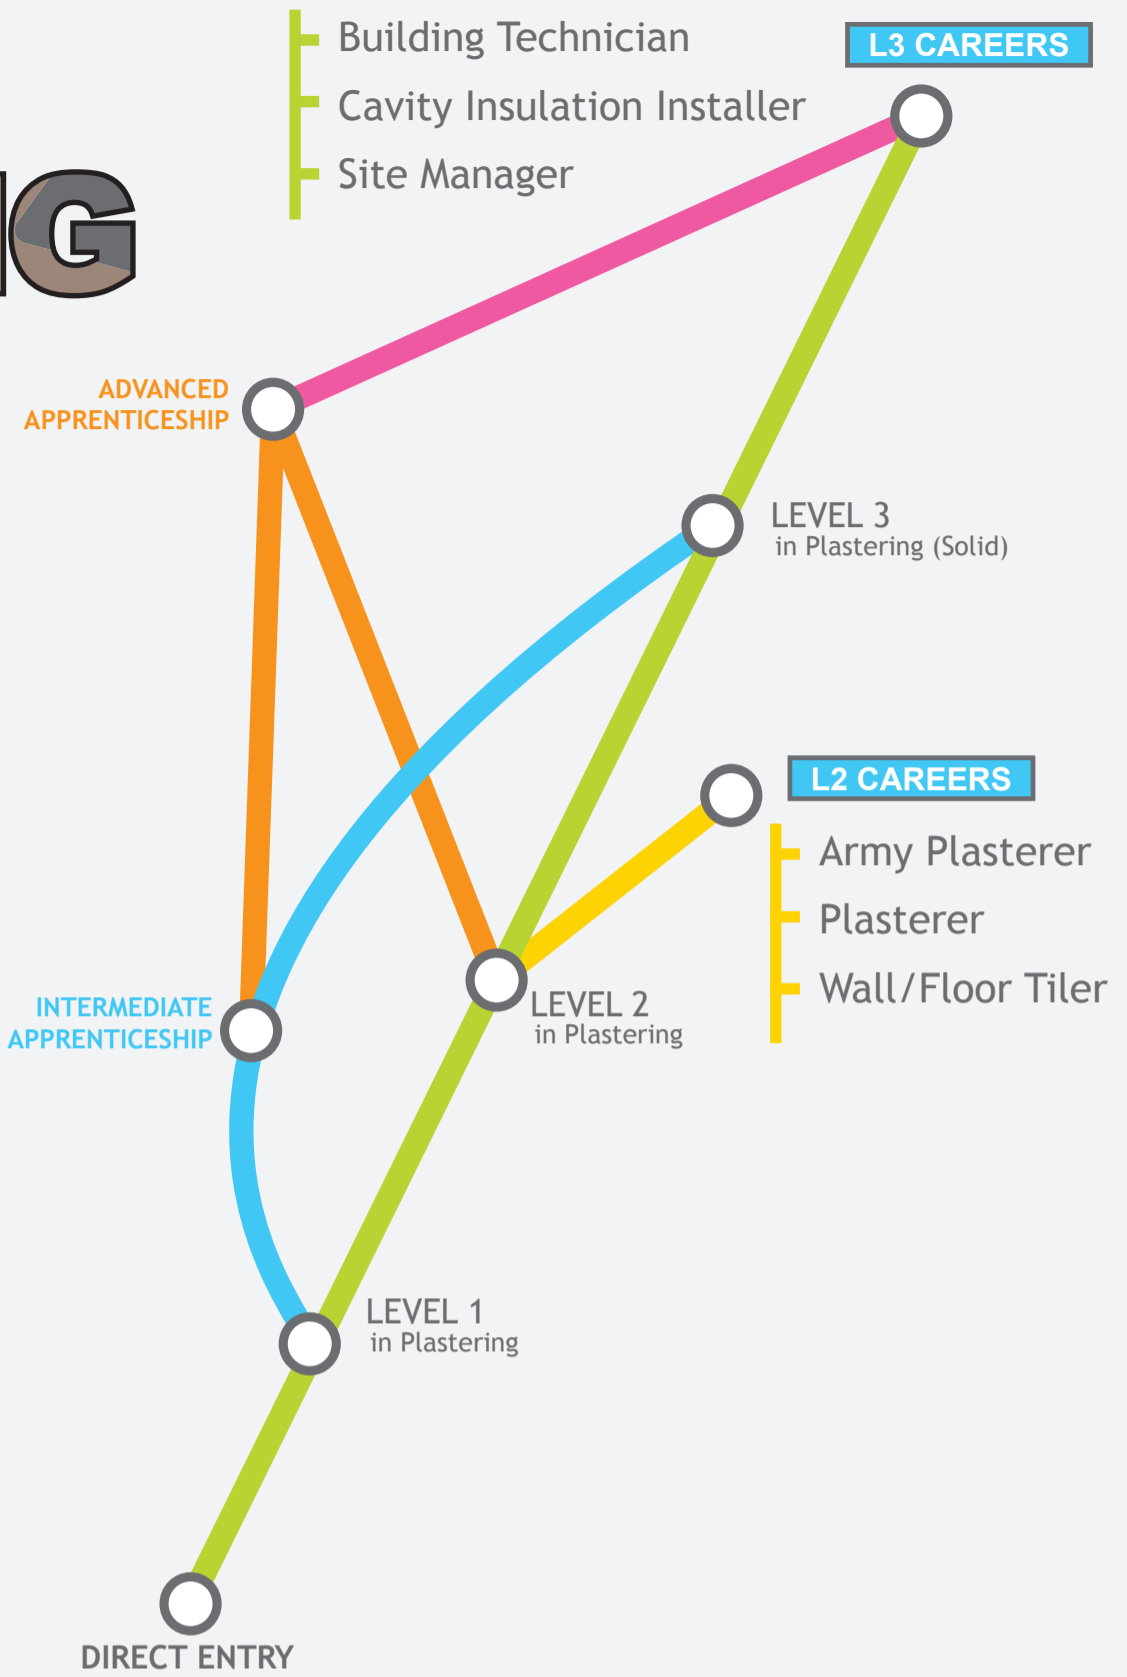 Building Technician
L3 CAREERS
Cavity Insulation Installer
Site Manager
G
ADVANCED
APPRENTICESHIP
LEVEL 3
in Plastering (Solid)
L2 CAREERS
Army Plasterer
Plasterer
Wall/Floor Tiler
INTERMEDIATE
APPRENTICESHIP
LEVEL 2
in Plastering
LEVEL 1
in Plastering
DIRECT ENTRY